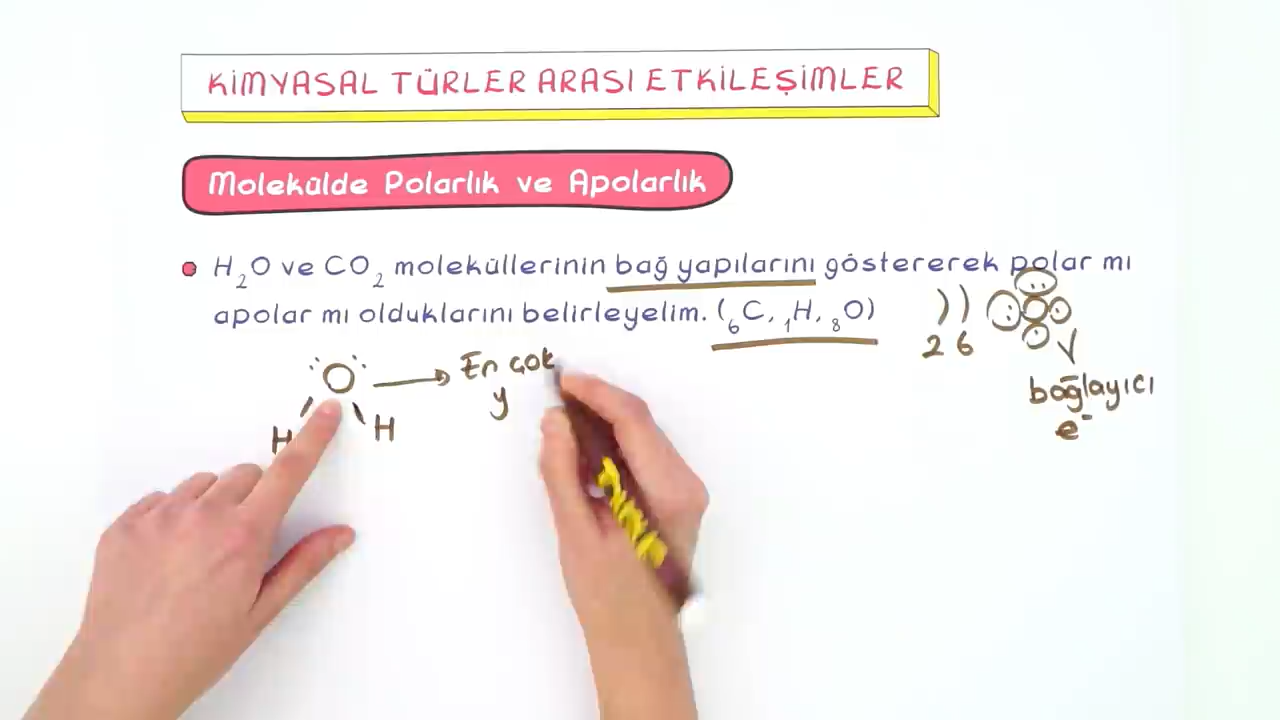 KİMYASAL TÜRLER ARASI ETKİLEŞİMLER
Molekülde Polarlık ve Apolarlık
H₂O ve CO₂ moleküllerinin bağ yapılarını göstererek polar mı
apolar mı olduklarını belirleyelim. (₆C, ₁H, ₈O)
))
2 6
bağlayıcı
e⁻
O
H H
En çok
y